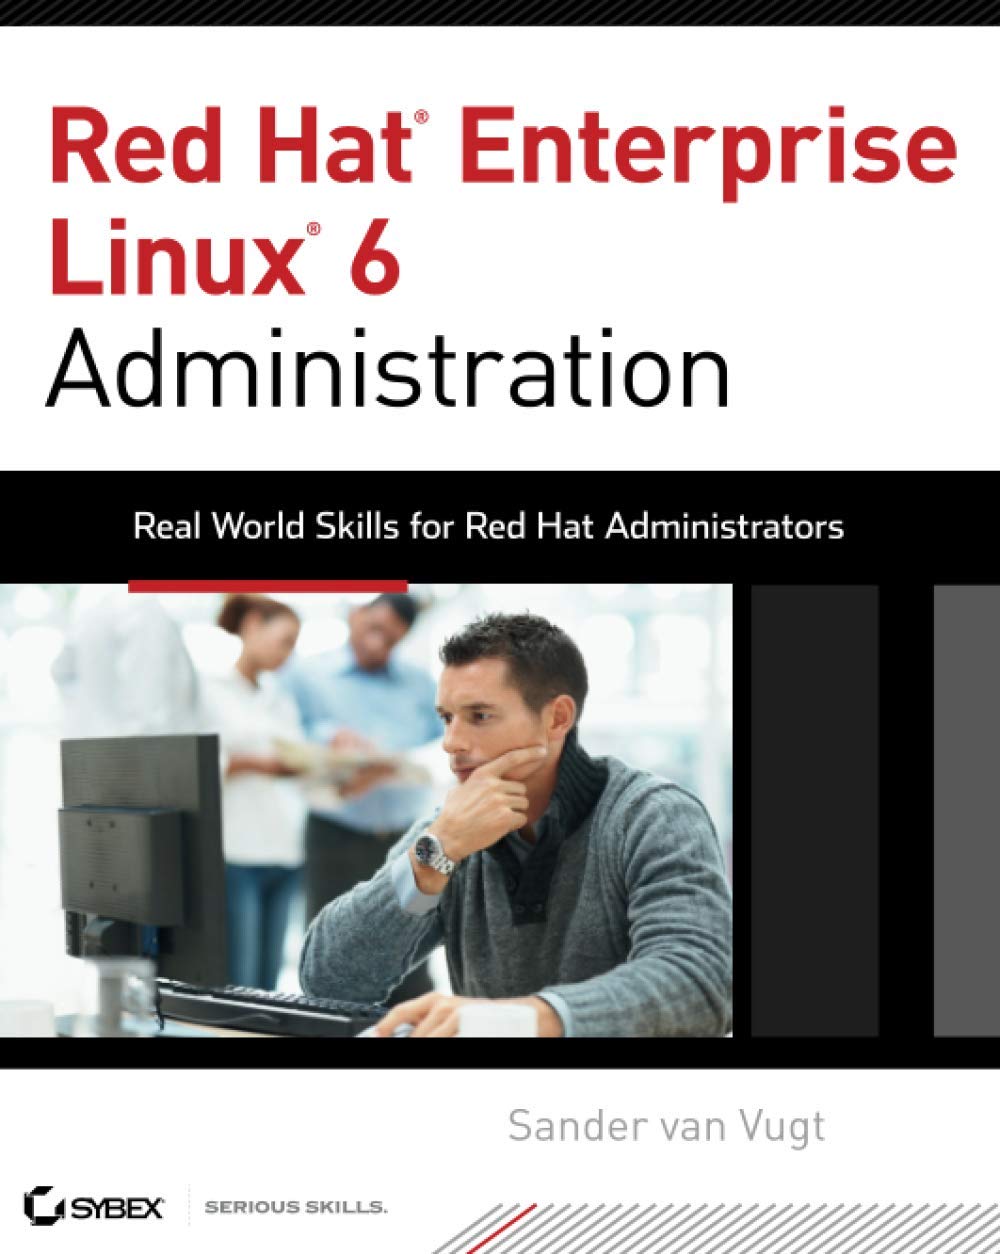 Red Hat® Enterprise
Linux® 6
Administration
Real World Skills for Red Hat Administrators
Sander van Vugt
SYBEX
SERIOUS SKILLS.